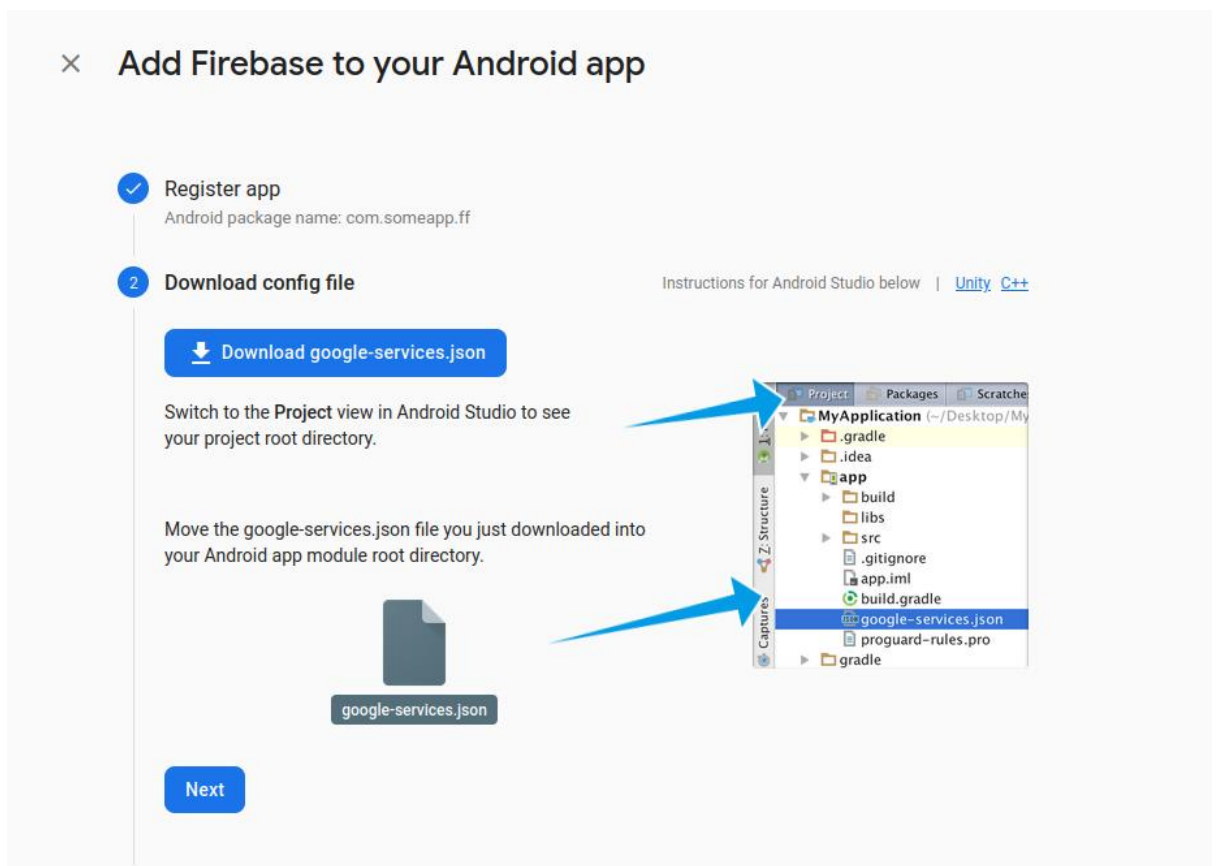 Add Firebase to your Android app
Register app
Android package name: com.someapp.ff
2
Download config file
Instructions for Android Studio below | Unity C++
Download google-services.json
Switch to the Project view in Android Studio to see
your project root directory.
Project Packages Scratche
MyApplication (~/Desktop/My
.gradle
.idea
app
build
libs
src
.gitignore
app.iml
build.gradle
google-services.json
proguard-rules.pro
gradle
Z: Structure
Captures
Move the google-services.json file you just downloaded into
your Android app module root directory.
google-services.json
Next